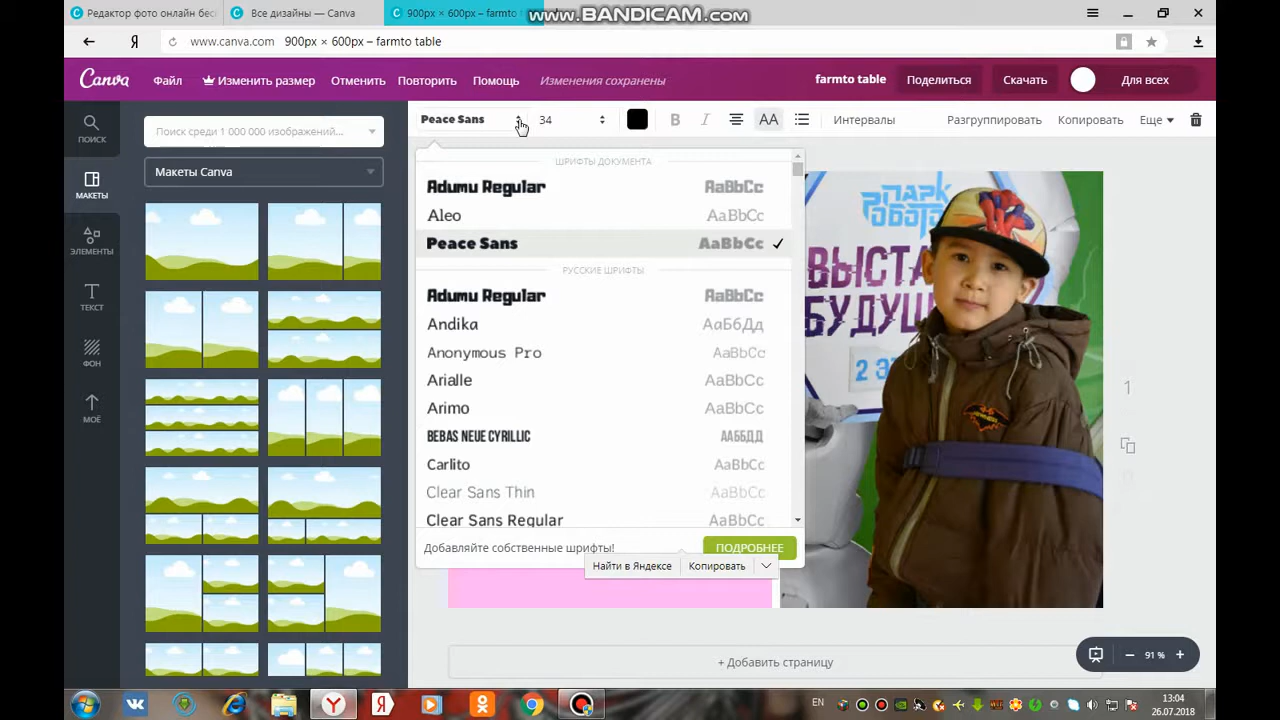 Редактор фото онлайн бес
Все дизайны — Canva
900px × 600px – farmto
www.BANDICAM.com
Я
www.canva.com 900px × 600px – farmto table
Canva
Файл
Изменить размер
Отменить
Повторить
Помощь
Изменения сохранены
farmto table
Поделиться
Скачать
Для всех
ПОИСК
МАКЕТЫ
ЭЛЕМЕНТЫ
ТЕКСТ
ФОН
МОЁ
Поиск среди 1 000 000 изображений...
Макеты Canva
Peace Sans
34
B
I
AA
Интервалы
Разгруппировать
Копировать
Еще
ШРИФТЫ ДОКУМЕНТА
Adumu Regular AaBbCc
Aleo AaBbCc
Peace Sans AaBbCc
РУССКИЕ ШРИФТЫ
Adumu Regular AaBbCc
Andika АаБбДд
Anonymous Pro AaBbCc
Arialle AaBbCc
Arimo AaBbCc
BEBAS NEUE CYRILLIC ААББДД
Carlito AaBbCc
Clear Sans Thin AaBbCc
Clear Sans Regular AaBbCc
Добавляйте собственные шрифты!
ПОДРОБНЕЕ
Найти в Яндексе
Копировать
ПАРК
РОБОТО
ВЫСТА
БУДУЩ
2 ЭТ
1
+ Добавить страницу
91 %
EN
13:04
26.07.2018